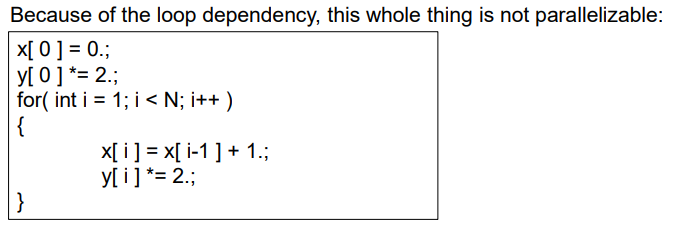 Because of the loop dependency, this whole thing is not parallelizable:
x[ 0 ] = 0.;
y[ 0 ] *= 2.;
for( int i = 1; i < N; i++ )
{
x[ i ] = x[ i-1 ] + 1.;
y[ i ] *= 2.;
}